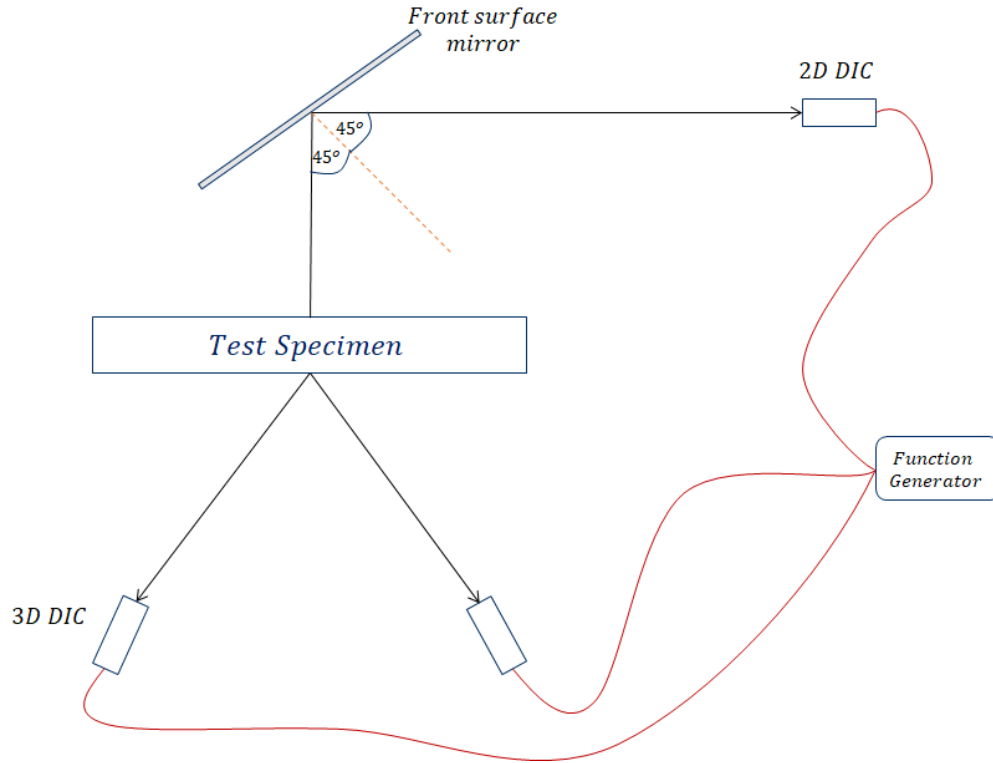 Front surface
mirror
2D DIC
45°
45°
Test Specimen
Function
Generator
3D DIC